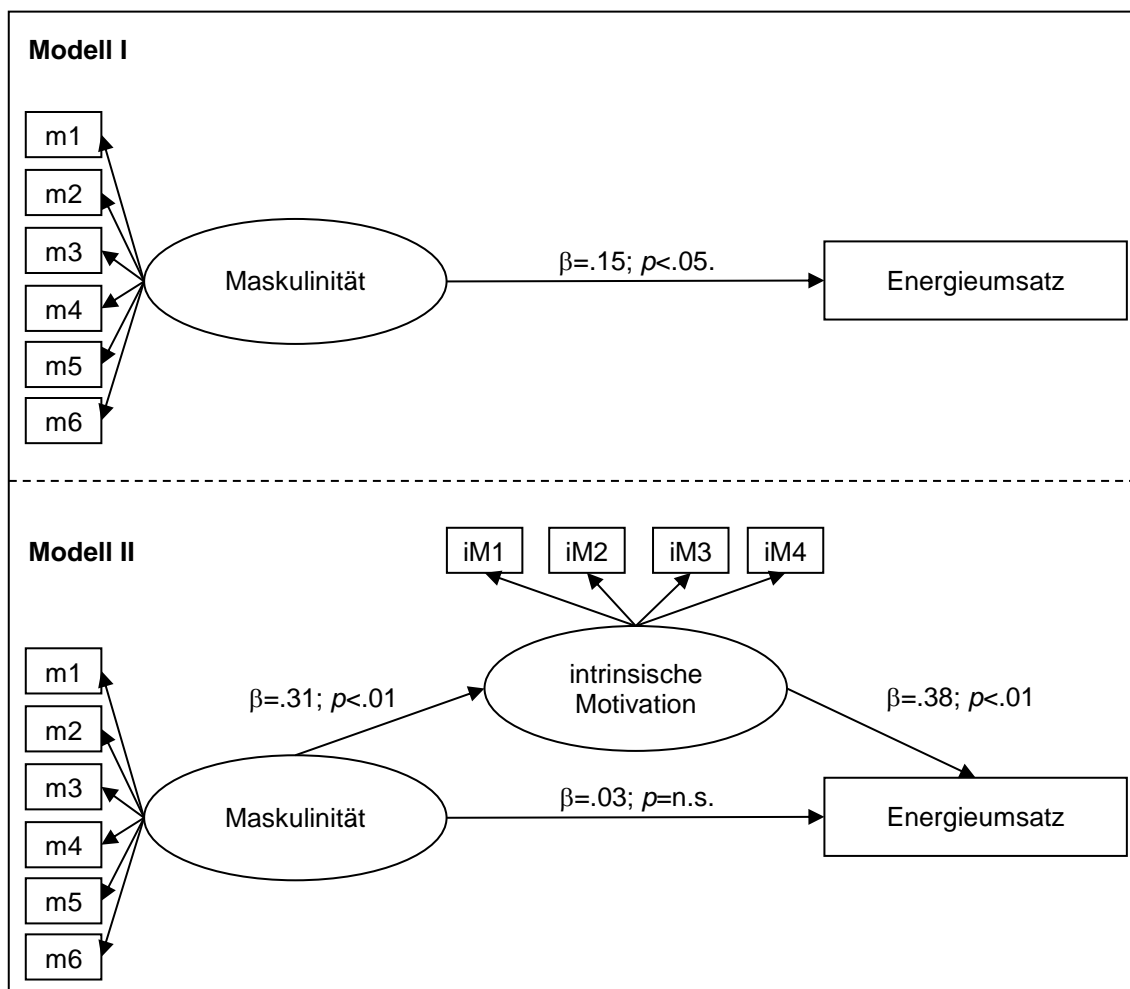 Modell I
m1
m2
m3
m4
m5
m6
Maskulinität
β=.15; p<.05.
Energieumsatz
Modell II
iM1
iM2
iM3
iM4
m1
m2
m3
m4
m5
m6
intrinsische
Motivation
β=.31; p<.01
β=.38; p<.01
Maskulinität
β=.03; p=n.s.
Energieumsatz